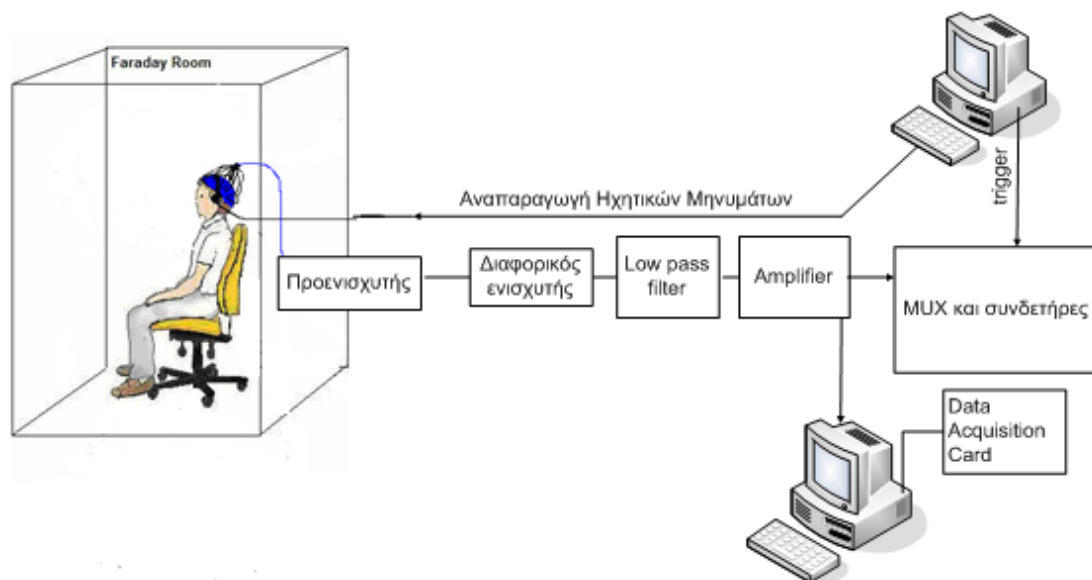 Faraday Room
trigger
Αναπαραγωγή Ηχητικών Μηνυμάτων
Προενισχυτής
Διαφορικός
ενισχυτής
Low pass
filter
Amplifier
MUX και συνδετήρες
Data
Acquisition
Card